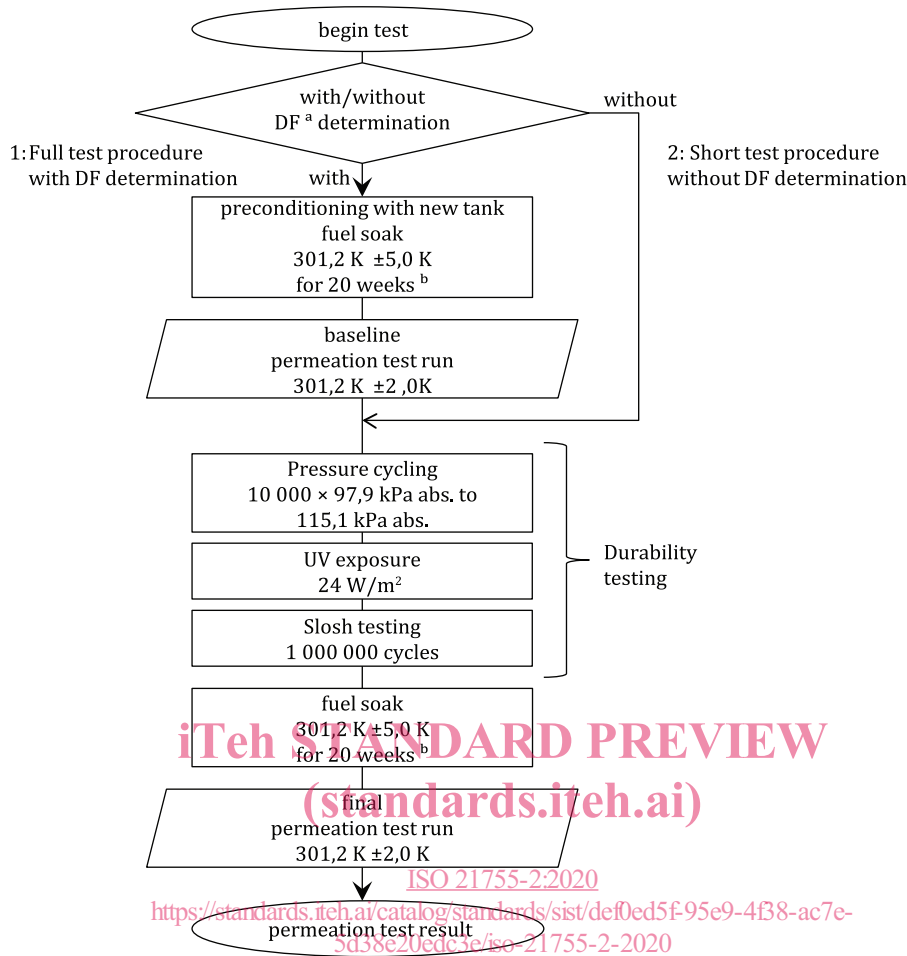 begin test
with/without
DF ᵃ determination
without
1:Full test procedure
with DF determination
2: Short test procedure
without DF determination
with
preconditioning with new tank
fuel soak
301,2 K ±5,0 K
for 20 weeks ᵇ
baseline
permeation test run
301,2 K ±2 ,0K
Pressure cycling
10 000 × 97,9 kPa abs. to
115,1 kPa abs.
UV exposure
24 W/m²
Durability
testing
Slosh testing
1 000 000 cycles
fuel soak
301,2 K ±5,0 K
for 20 weeks ᵇ
iTeh STANDARD PREVIEW
(standards.iteh.ai)
final
permeation test run
301,2 K ±2,0 K
ISO 21755-2:2020
https://standards.iteh.ai/catalog/standards/sist/def0ed5f-95e9-4f38-ac7e-
5d38e20edc3e/iso-21755-2-2020
permeation test result